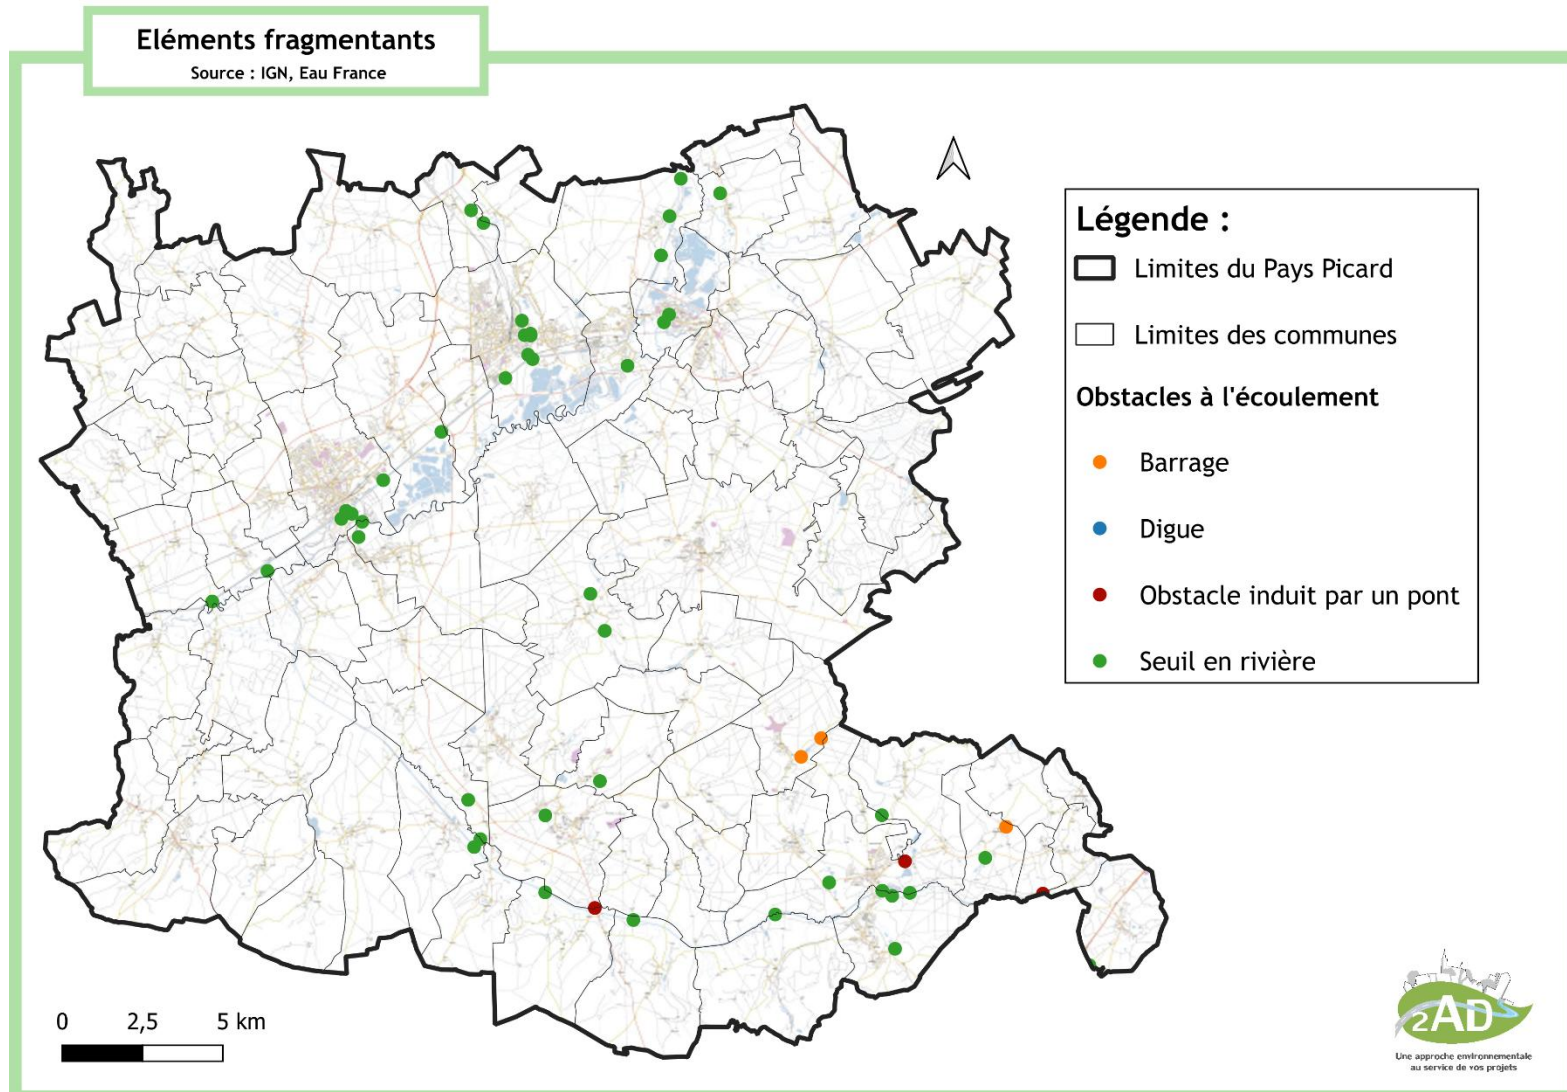 Eléments fragmentants
Source : IGN, Eau France
Légende :
Limites du Pays Picard
Limites des communes
Obstacles à l'écoulement
Barrage
Digue
Obstacle induit par un pont
Seuil en rivière
0 2,5 5 km
2AD
Une approche environnementale
au service de vos projets